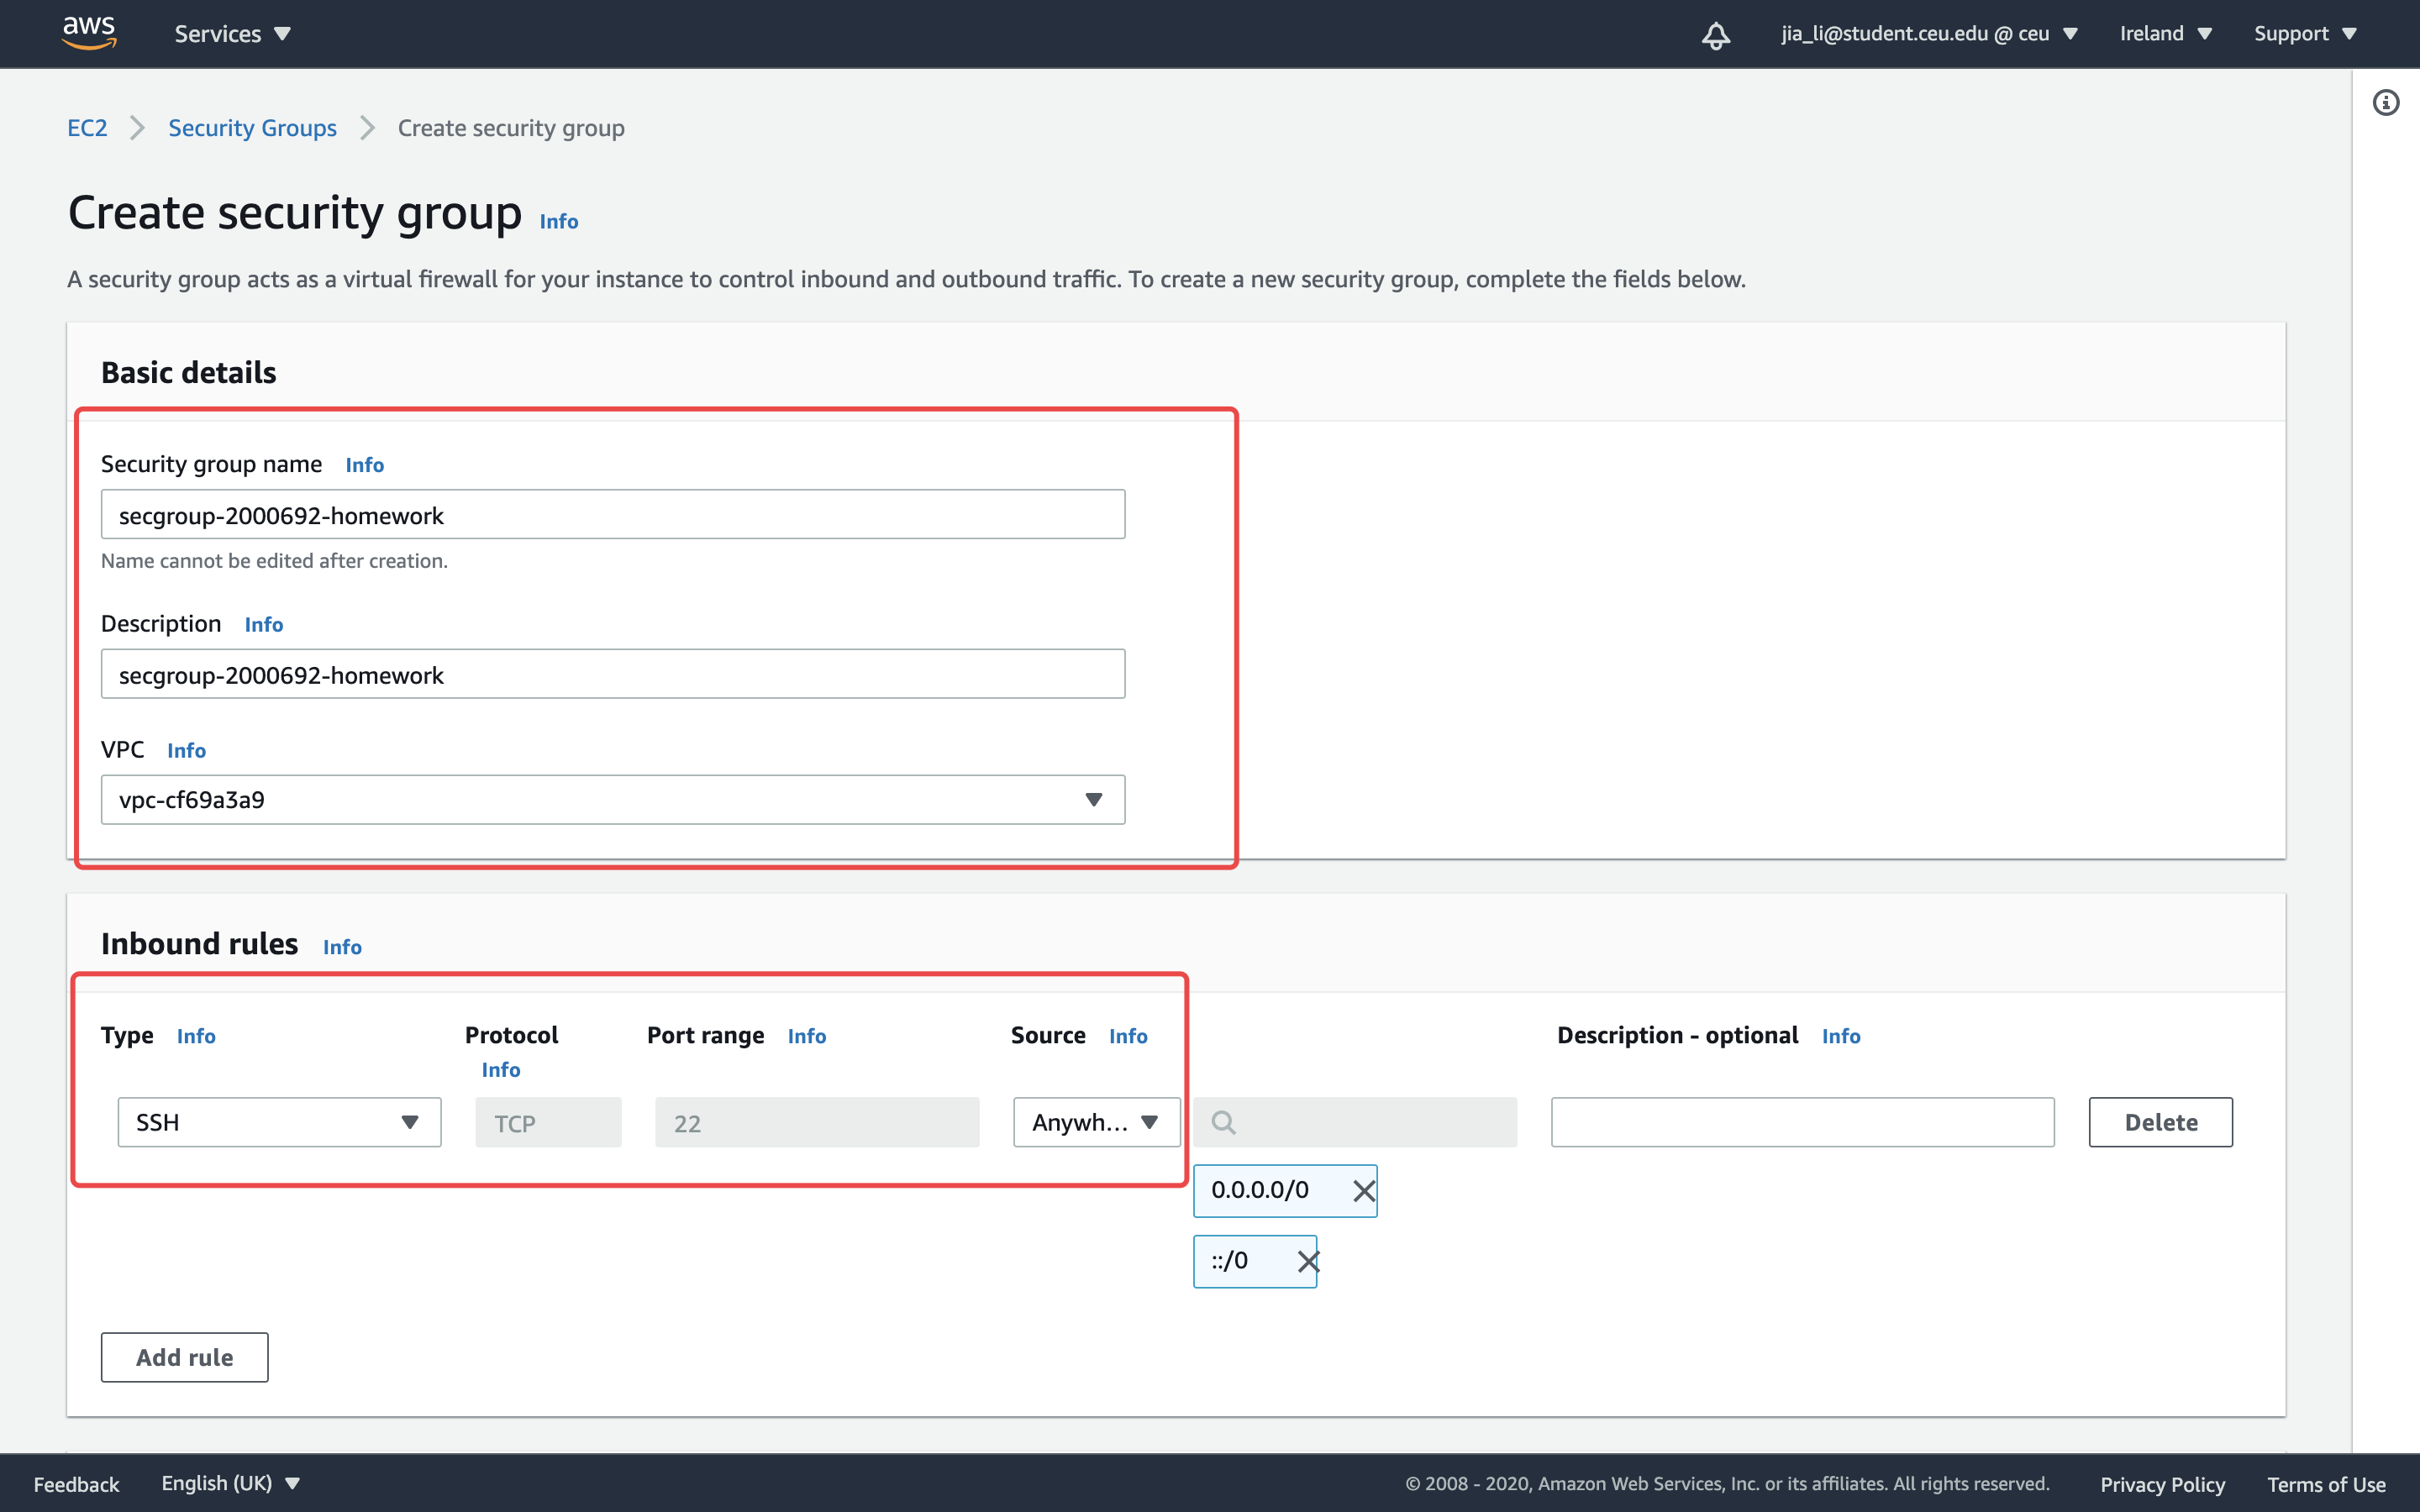 aws
Services
jia_li@student.ceu.edu @ ceu
Ireland
Support
EC2
Security Groups
Create security group
Create security group Info
A security group acts as a virtual firewall for your instance to control inbound and outbound traffic. To create a new security group, complete the fields below.
Basic details
Security group name Info
secgroup-2000692-homework
Name cannot be edited after creation.
Description Info
secgroup-2000692-homework
VPC Info
vpc-cf69a3a9
Inbound rules Info
Type Info
Protocol
Info
Port range Info
Source Info
Description - optional Info
SSH
TCP
22
Anywh...
Delete
0.0.0.0/0
::/0
Add rule
Feedback
English (UK)
© 2008 - 2020, Amazon Web Services, Inc. or its affiliates. All rights reserved.
Privacy Policy
Terms of Use